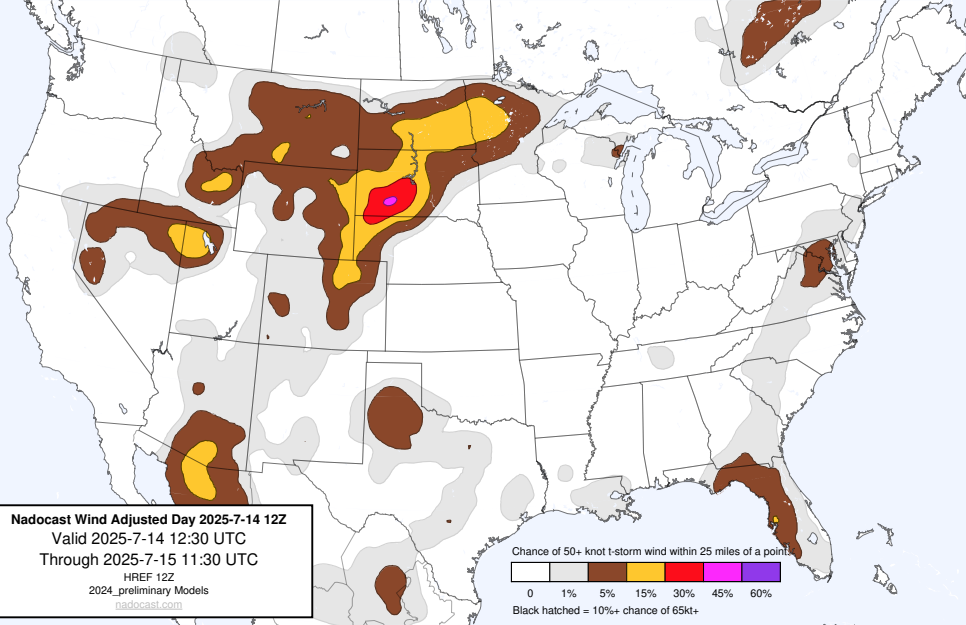 Nadocast Wind Adjusted Day 2025-7-14 12Z
Valid 2025-7-14 12:30 UTC
Through 2025-7-15 11:30 UTC
HREF 12Z
2024_preliminary Models
nadocast.com
Chance of 50+ knot t-storm wind within 25 miles of a point.
0 1% 5% 15% 30% 45% 60%
Black hatched = 10%+ chance of 65kt+